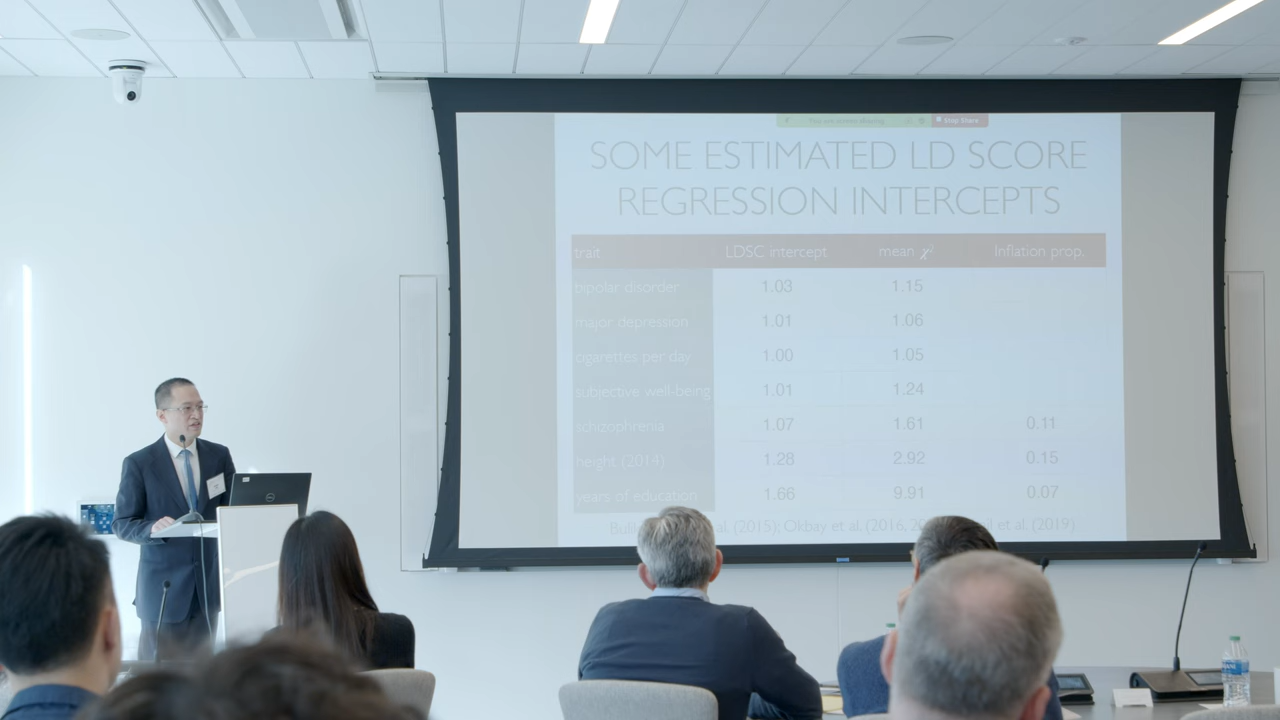 Stop Share
SOME ESTIMATED LD SCORE
REGRESSION INTERCEPTS
trait LDSC intercept mean χ² Inflation prop.
bipolar disorder 1.03 1.15
major depression 1.01 1.06
cigarettes per day 1.00 1.05
subjective well-being 1.01 1.24
schizophrenia 1.07 1.61 0.11
height (2014) 1.28 2.92 0.15
years of education 1.66 9.91 0.07
al. (2015); Okbay et al. (2016, et al. (2019)
DELL